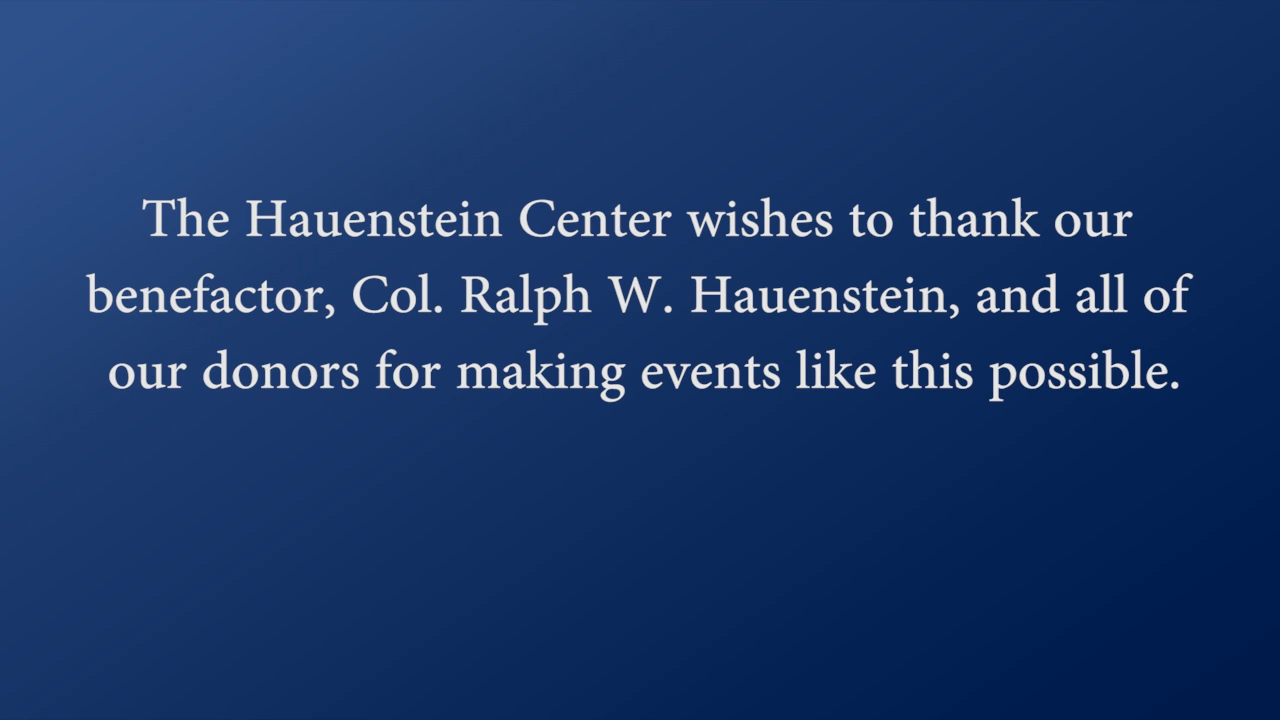 The Hauenstein Center wishes to thank our
benefactor, Col. Ralph W. Hauenstein, and all of
our donors for making events like this possible.